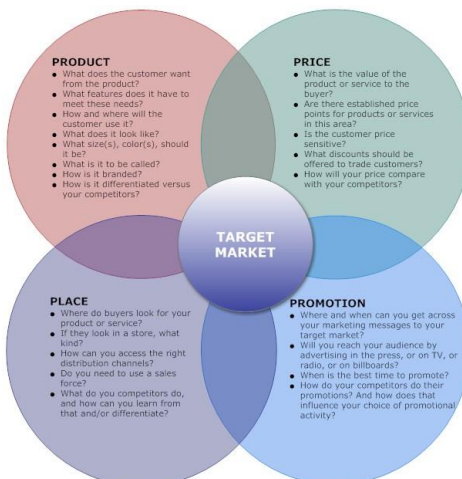 PRODUCT
• What does the customer want
from the product?
• What features does it have to
meet these needs?
• How and where will the
customer use it?
• What does it look like?
• What size(s), color(s), should
it be?
• What is it to be called?
• How is it branded?
• How is it differentiated versus
your competitors?
PRICE
• What is the value of the
product or service to the
buyer?
• Are there established price
points for products or services
in this area?
• Is the customer price
sensitive?
• What discounts should be
offered to trade customers?
• How will your price compare
with your competitors?
TARGET
MARKET
PLACE
• Where do buyers look for your
product or service?
• If they look in a store, what
kind?
• How can you access the right
distribution channels?
• Do you need to use a sales
force?
• What do you competitors do,
and how can you learn from
that and/or differentiate?
PROMOTION
• Where and when can you get across
your marketing messages to your
target market?
• Will you reach your audience by
advertising in the press, or on TV, or
radio, or on billboards?
• When is the best time to promote?
• How do your competitors do their
promotions? And how does that
influence your choice of promotional
activity?